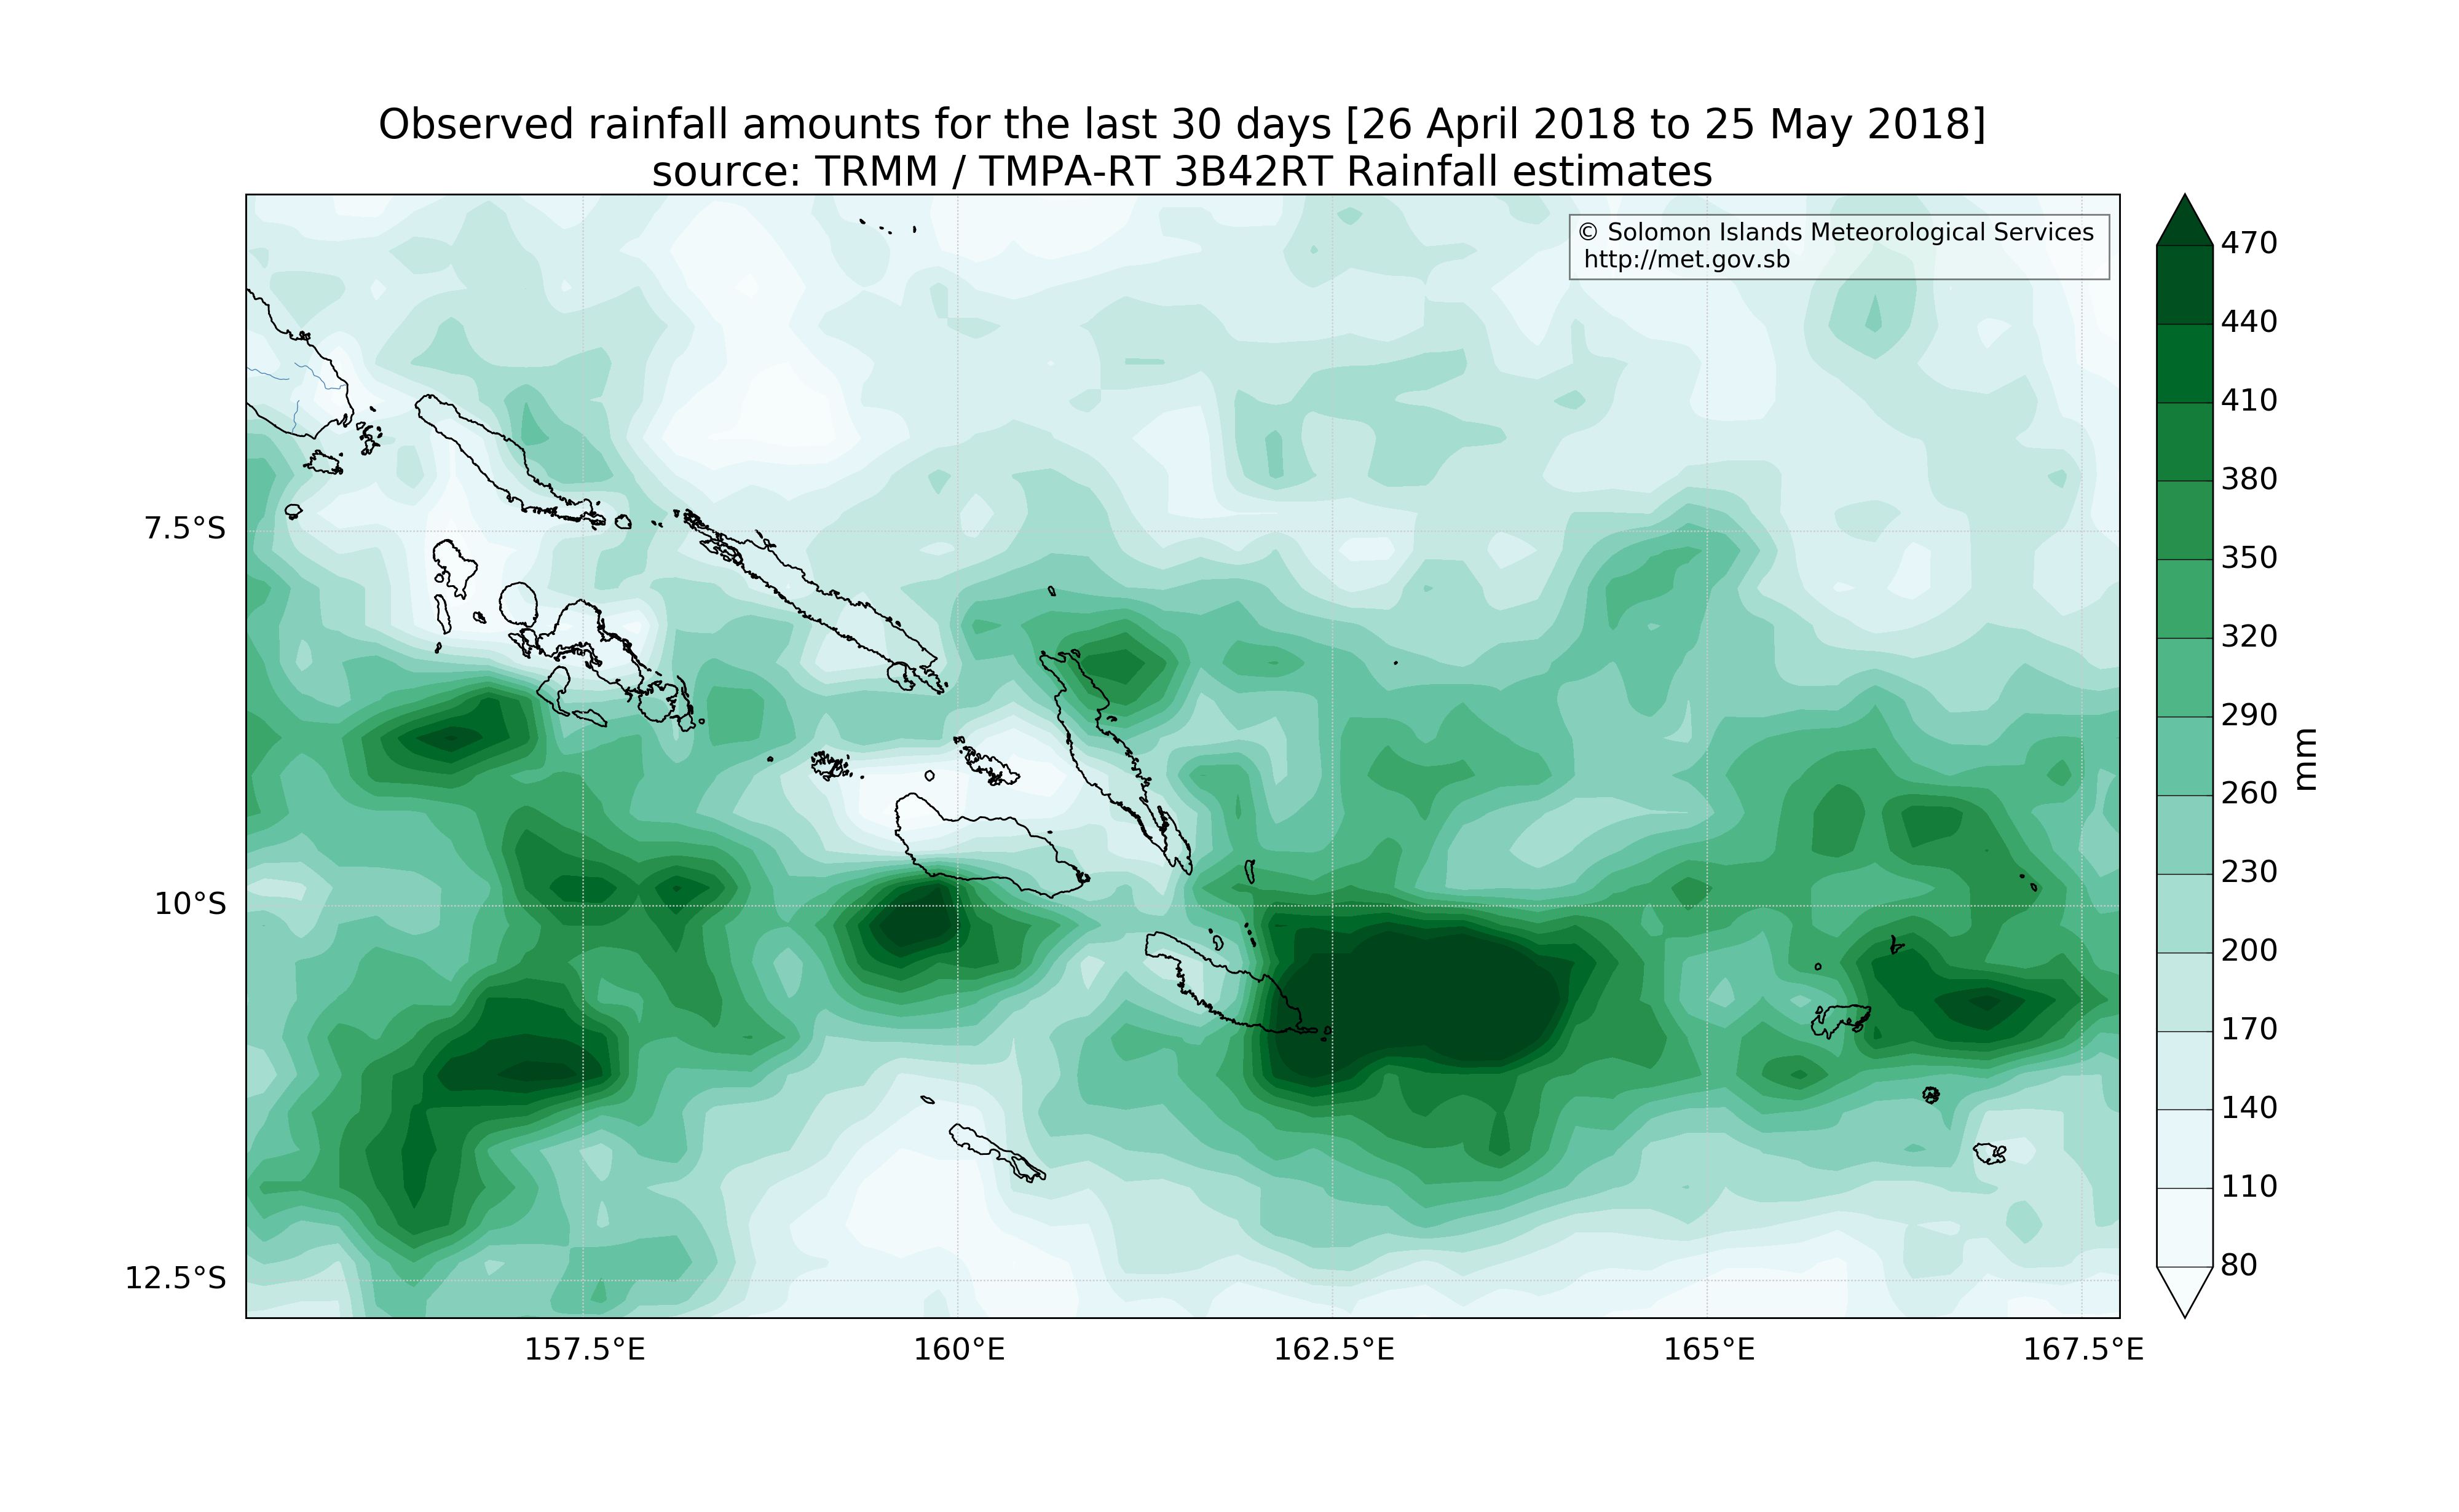 Observed rainfall amounts for the last 30 days [26 April 2018 to 25 May 2018]
source: TRMM / TMPA-RT 3B42RT Rainfall estimates
© Solomon Islands Meteorological Services
http://met.gov.sb
470
440
410
380
350
320
290
260
230
200
170
140
110
80
mm
7.5°S
10°S
12.5°S
157.5°E
160°E
162.5°E
165°E
167.5°E